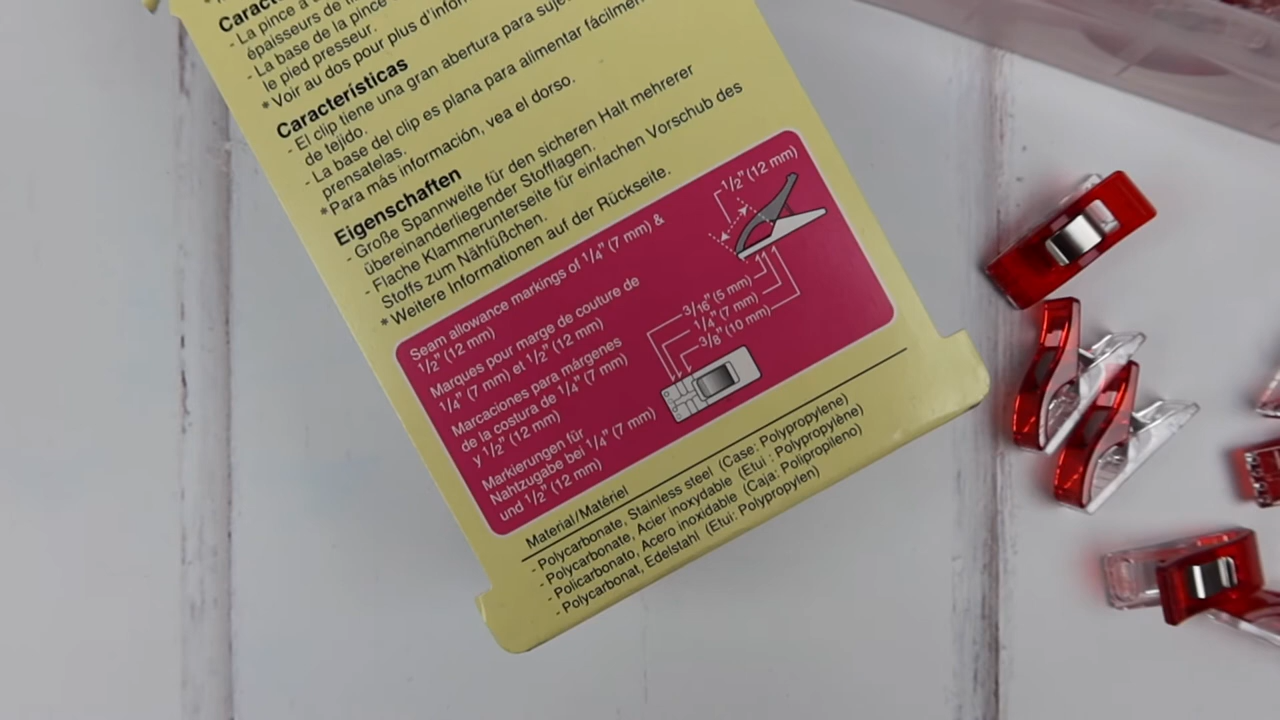 Caract
- La pince a
épaisseurs de
- La base de la pince
le pied presseur.
* Voir au dos pour plus d'infor
Características
- El clip tiene una gran abertura para suje
de tejido.
- La base del clip es plana para alimentar fácilmen
prensatelas.
* Para más información, vea el dorso.
Eigenschaften
- Große Spannweite für den sicheren Halt mehrerer
übereinanderliegender Stofflagen.
- Flache Klammerunterseite für einfachen Vorschub des
Stoffs zum Nähfüßchen.
* Weitere Informationen auf der Rückseite.
Seam allowance markings of 1/4" (7 mm) &
1/2" (12 mm)
Marques pour marge de couture de
1/4" (7 mm) et 1/2" (12 mm)
Marcaciones para márgenes
de la costura de 1/4" (7 mm)
y 1/2" (12 mm)
Markierungen für
Nahtzugabe bei 1/4" (7 mm)
und 1/2" (12 mm)
1/2" (12 mm)
3/16" (5 mm)
1/4" (7 mm)
3/8" (10 mm)
Material/Matériel
- Polycarbonate, Stainless steel (Case: Polypropylene)
- Polycarbonate, Acier inoxydable (Etui : Polypropylène)
- Policarbonato, Acero inoxidable (Caja: Polipropileno)
- Polycarbonat, Edelstahl (Etui: Polypropylen)